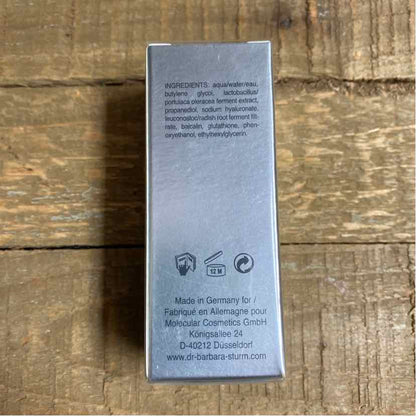 INGREDIENTS: aqua/water/eau,
butylene glycol, lactobacillus/
portulaca oleracea ferment extract,
propanediol, sodium hyaluronate,
leuconostoc/radish root ferment filt-
rate, baicalin, glutathione, phen-
oxyethanol, ethylhexylglycerin.
12 M
Made in Germany for /
Fabriqué en Allemagne pour
Molecular Cosmetics GmbH
Königsallee 24
D-40212 Düsseldorf
www.dr-barbara-sturm.com